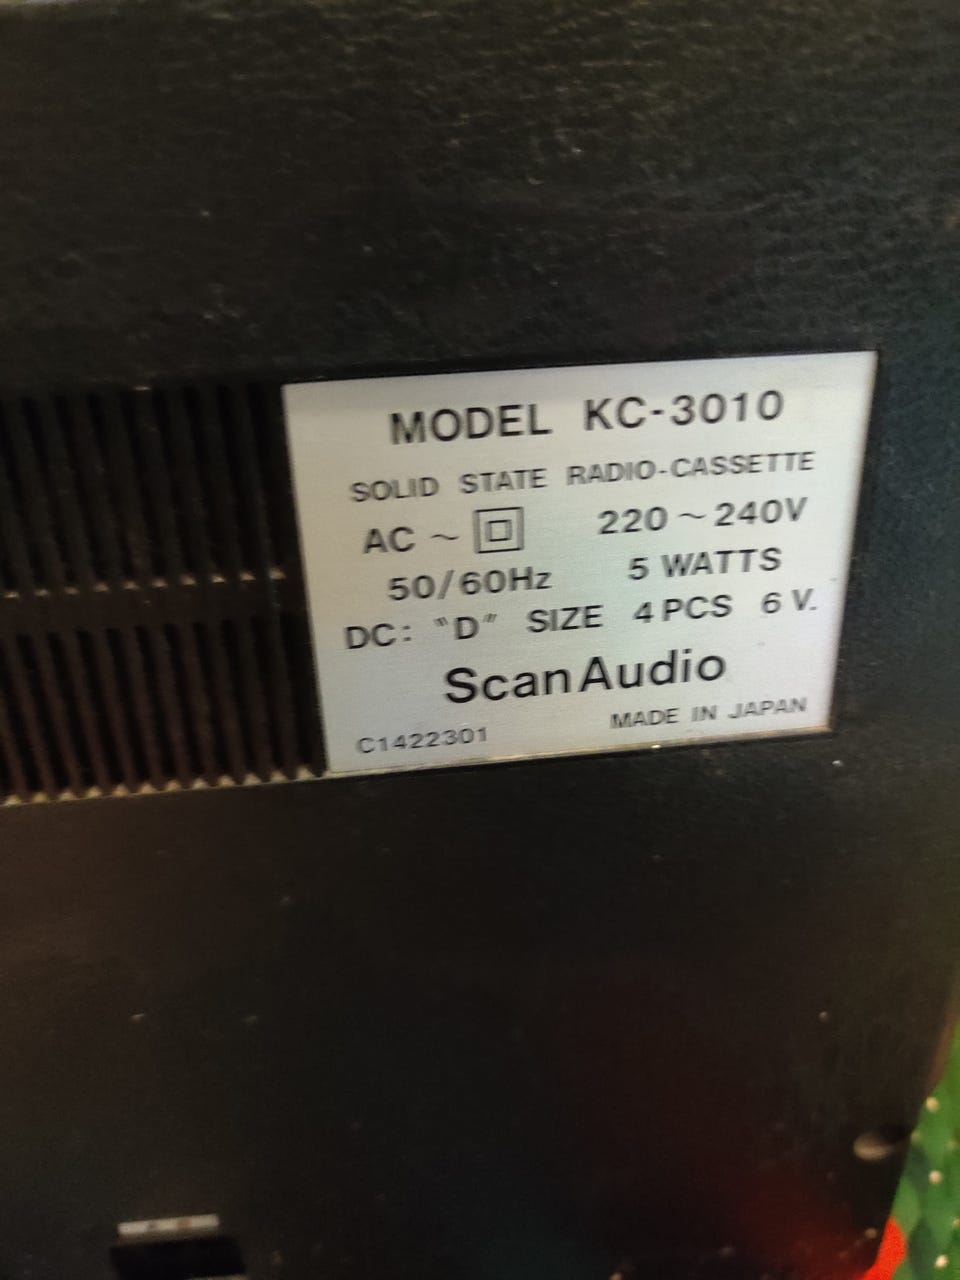 MODEL KC-3010
SOLID STATE RADIO-CASSETTE
AC ~ 220 ~ 240V
50/60Hz 5 WATTS
DC: "D" SIZE 4 PCS 6 V.
ScanAudio
C1422301 MADE IN JAPAN